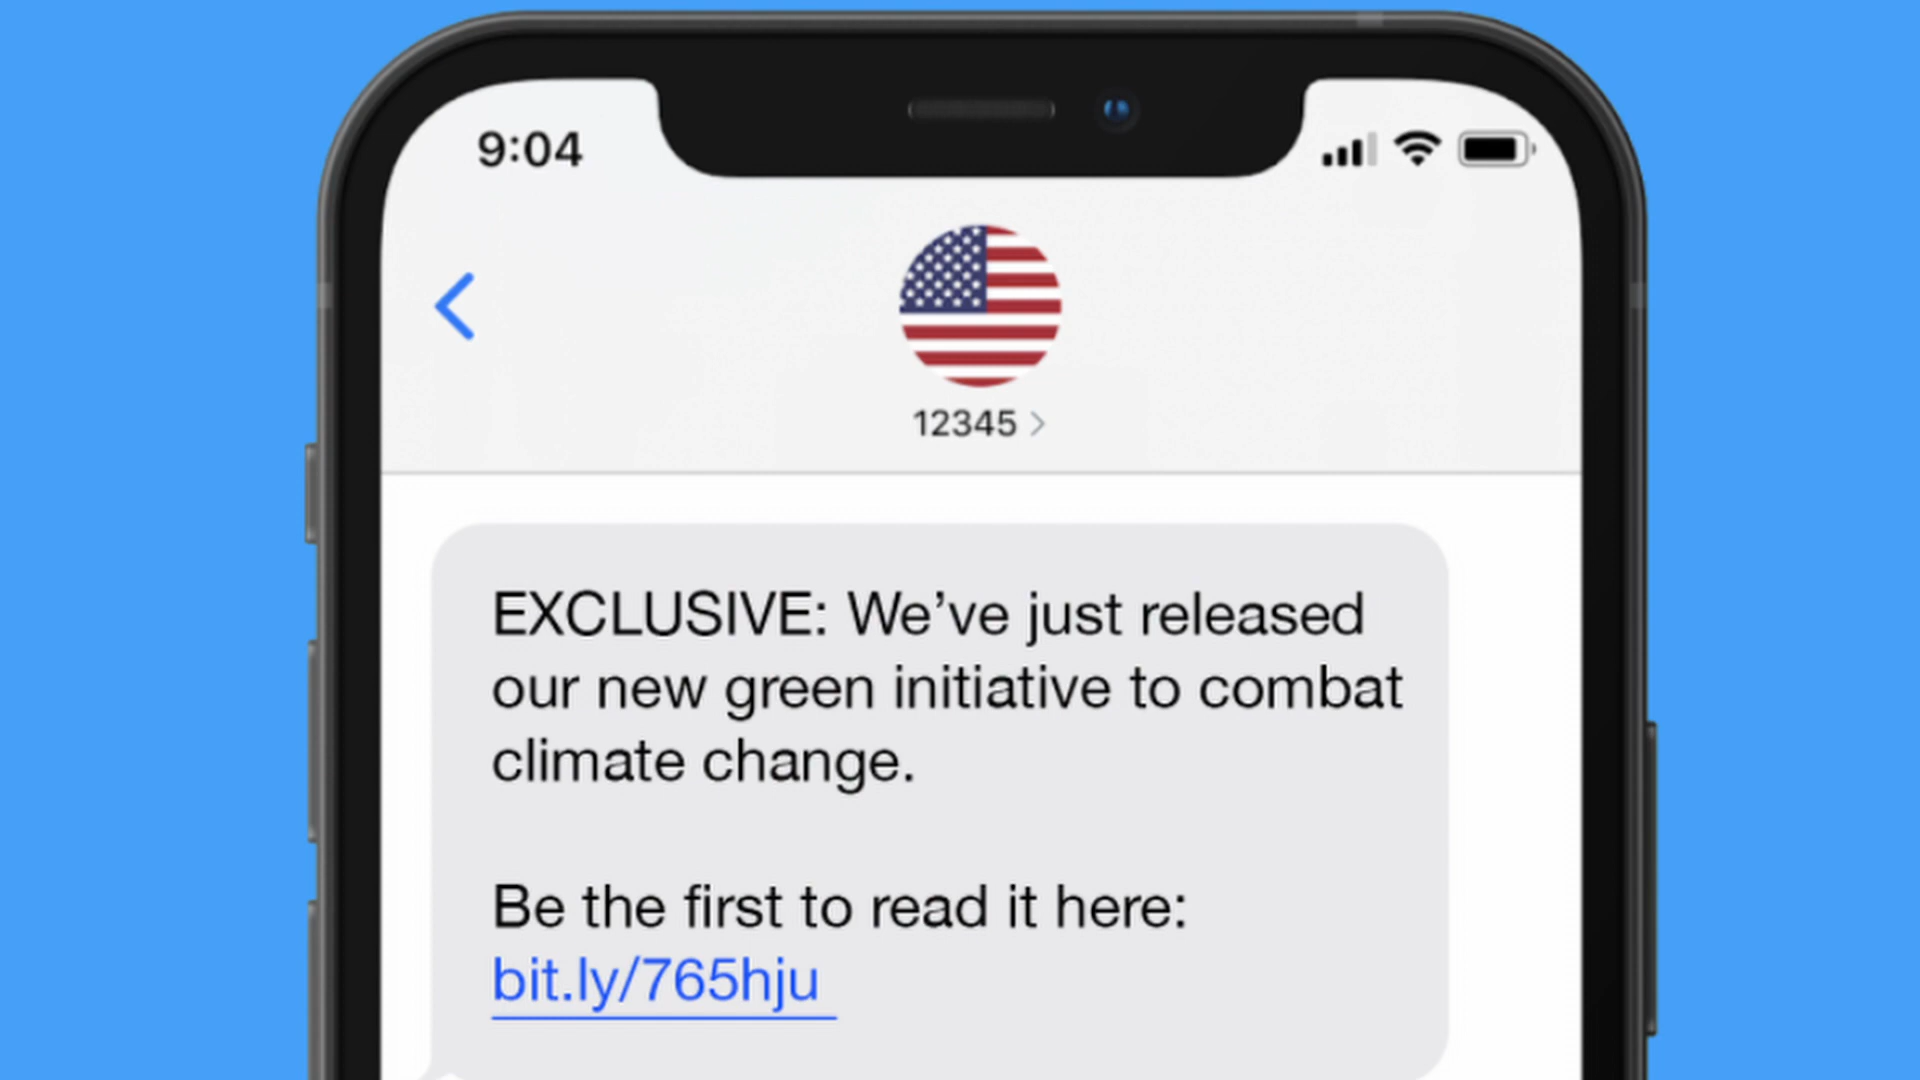 9:04
12345
EXCLUSIVE: We’ve just released
our new green initiative to combat
climate change.
Be the first to read it here:
bit.ly/765hju